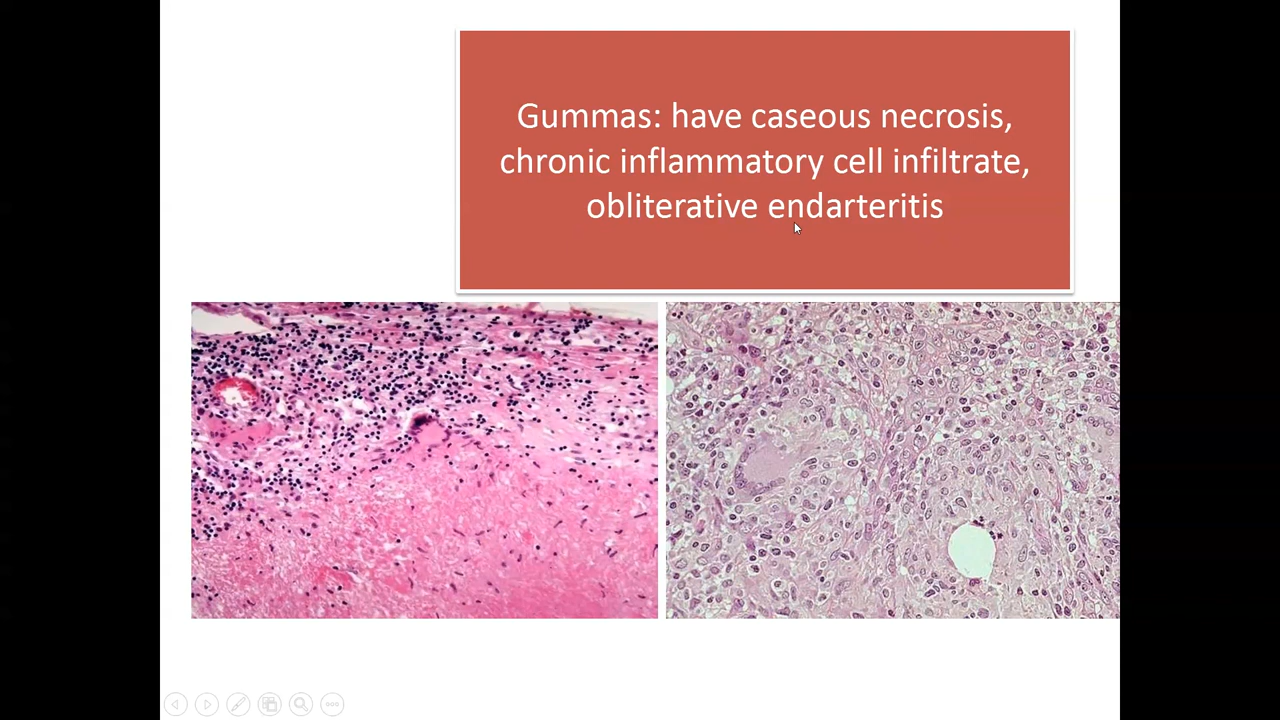 Gummas: have caseous necrosis,
chronic inflammatory cell infiltrate,
obliterative endarteritis